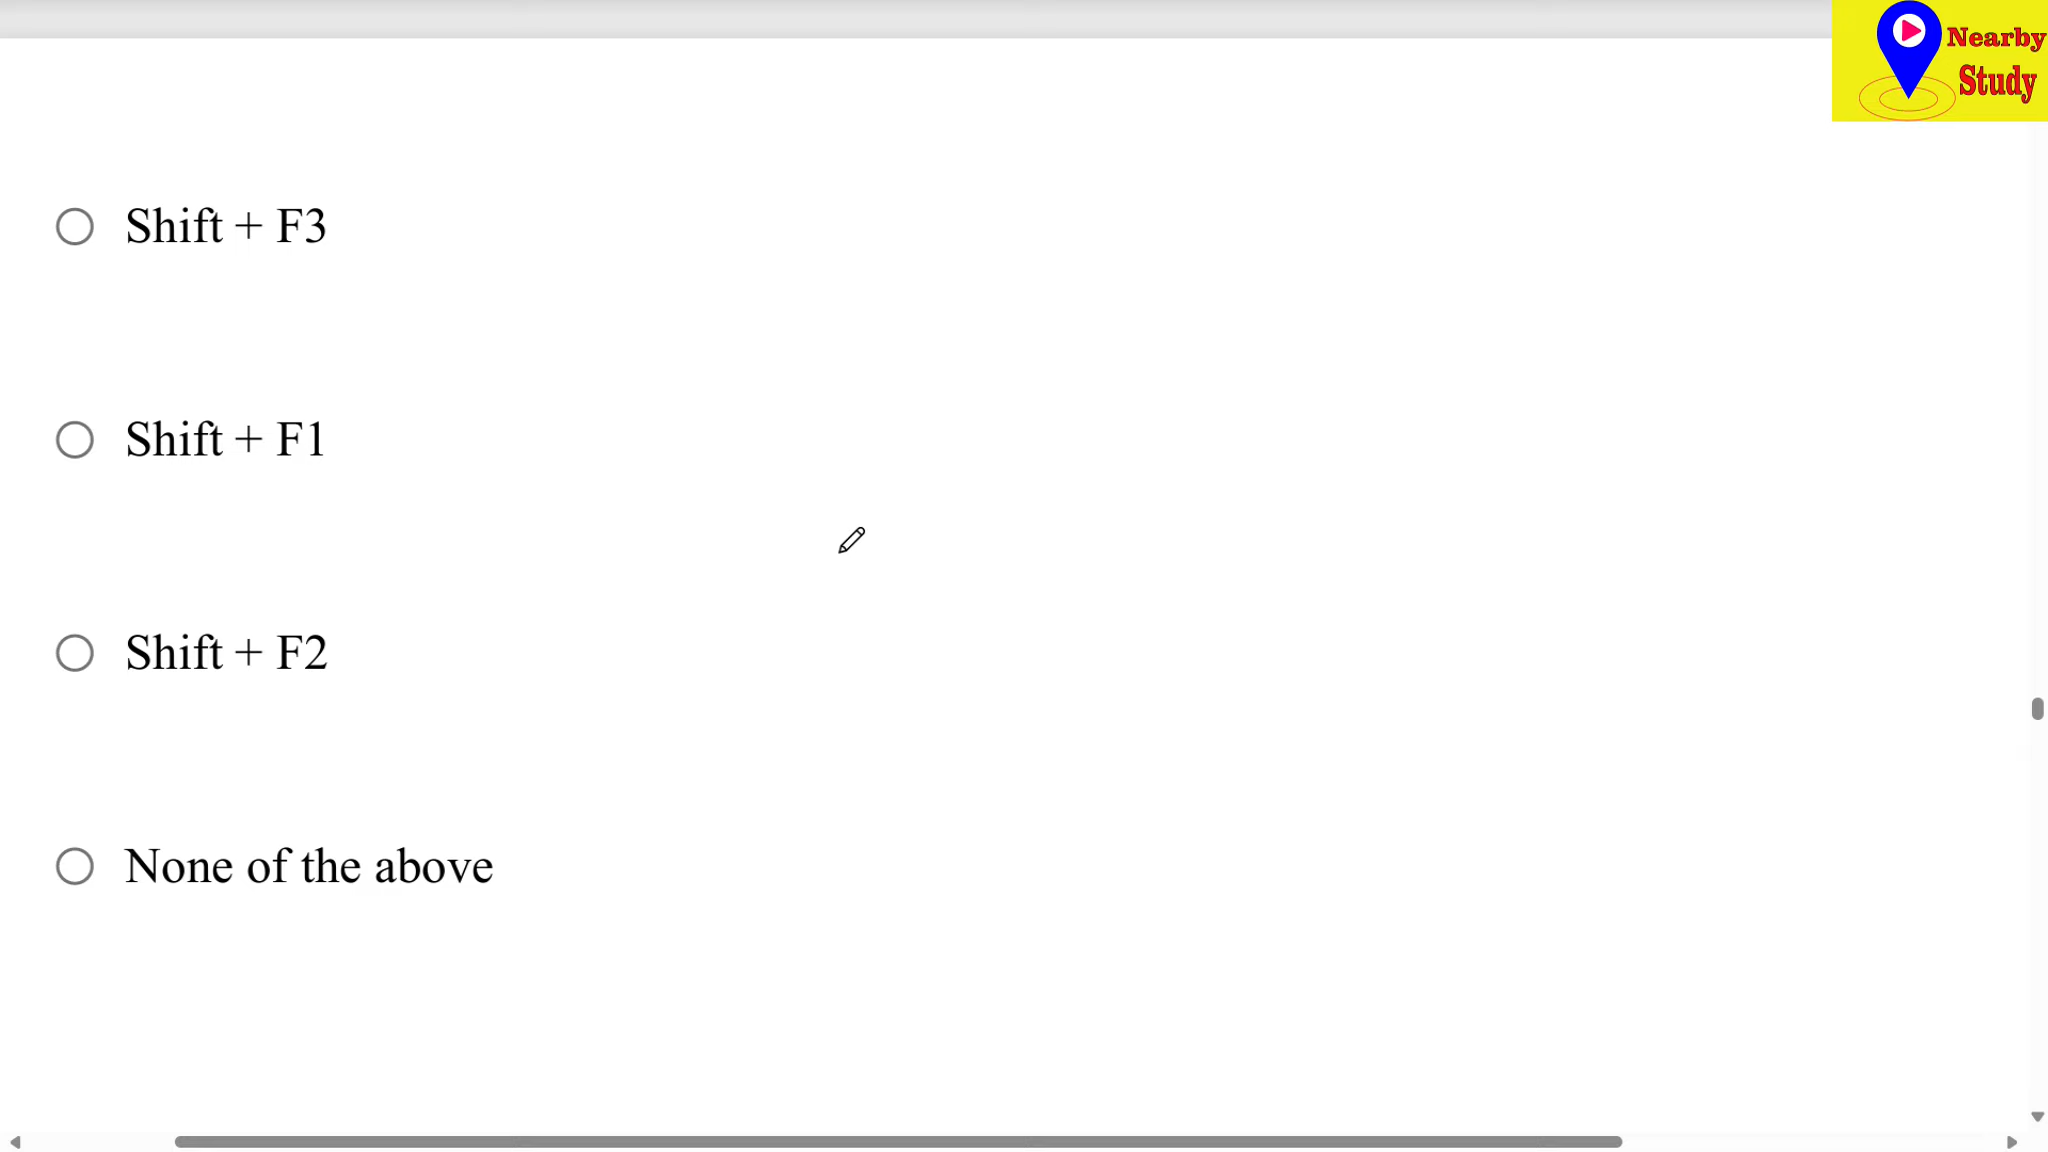 Nearby
Study
Shift + F3
Shift + F1
Shift + F2
None of the above